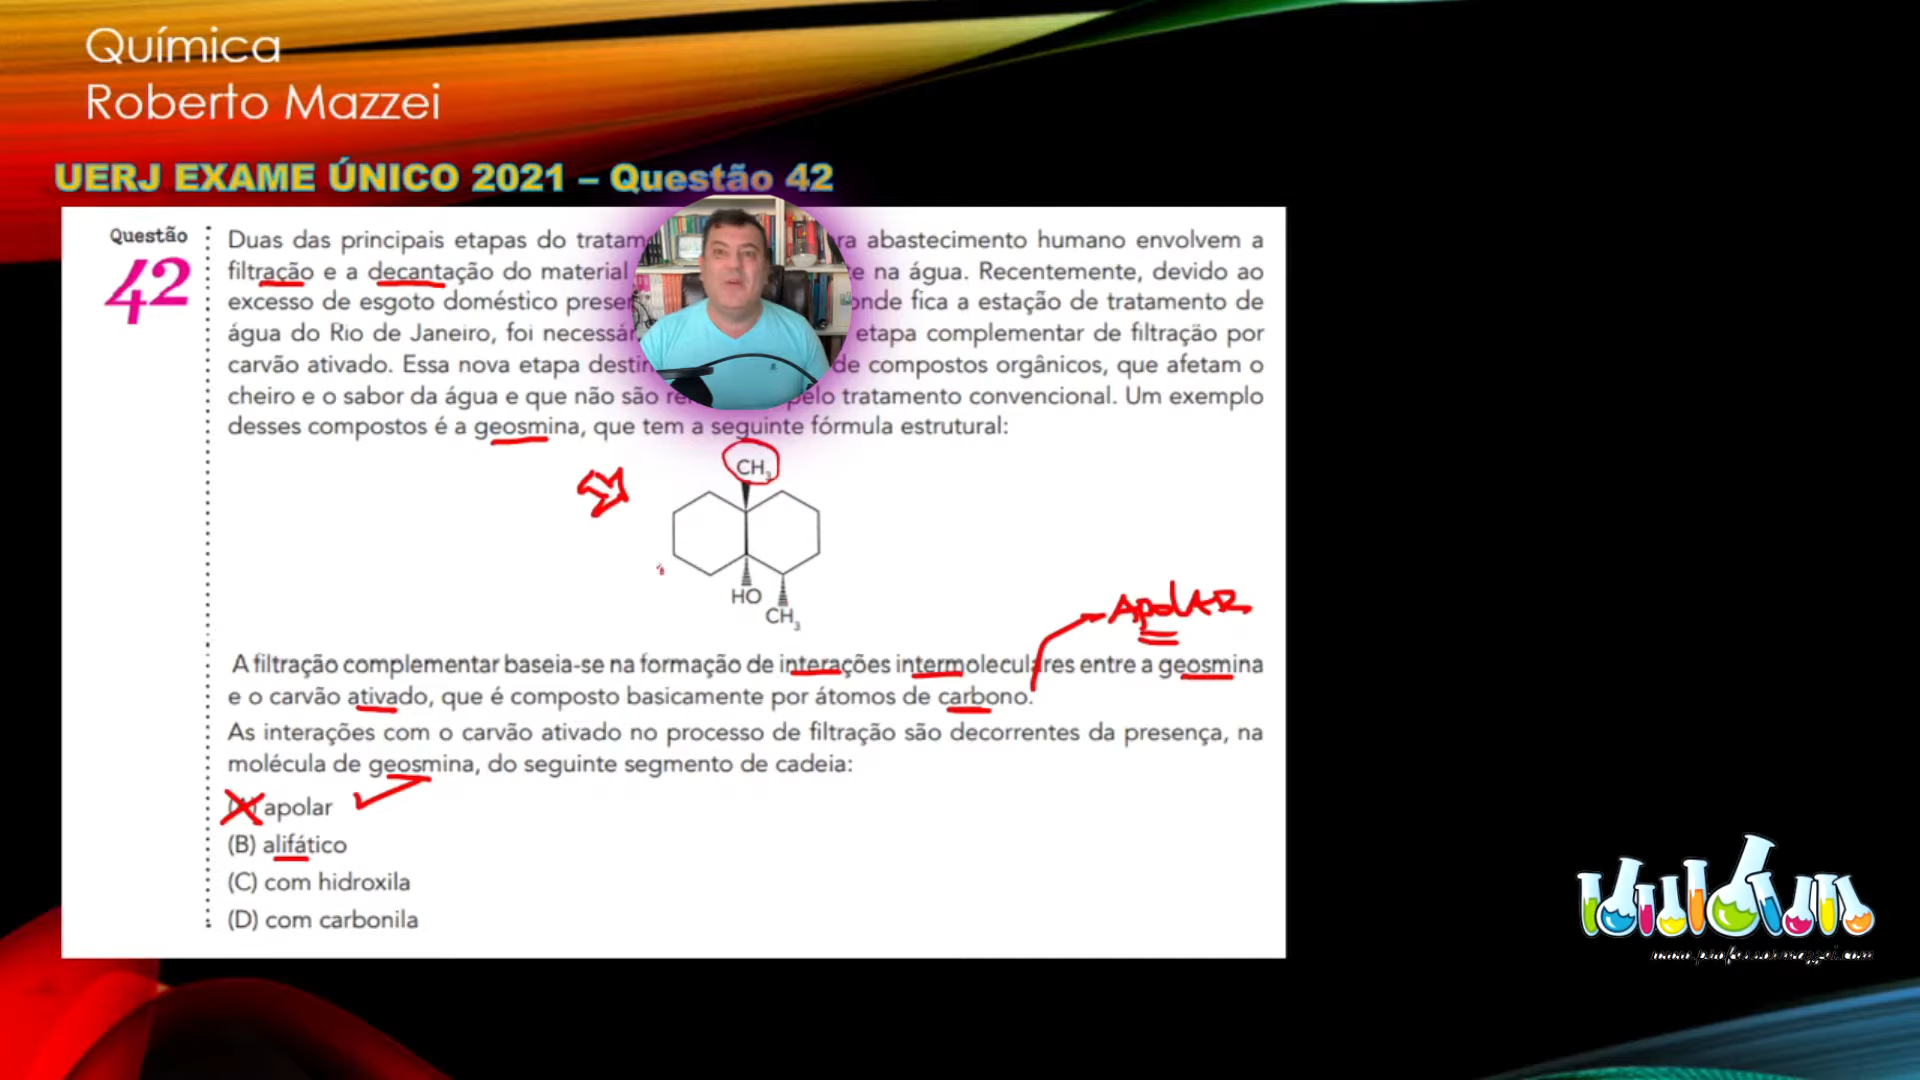 Química
Roberto Mazzei
UERJ EXAME ÚNICO 2021 – Questão 42
Questão
42
Duas das principais etapas do tratam ra abastecimento humano envolvem a
filtração e a decantação do material e na água. Recentemente, devido ao
excesso de esgoto doméstico prese onde fica a estação de tratamento de
água do Rio de Janeiro, foi necessár etapa complementar de filtração por
carvão ativado. Essa nova etapa destin de compostos orgânicos, que afetam o
cheiro e o sabor da água e que não são re pelo tratamento convencional. Um exemplo
desses compostos é a geosmina, que tem a seguinte fórmula estrutural:
CH3
HO
CH3
Apolar
A filtração complementar baseia-se na formação de interações intermoleculares entre a geosmina
e o carvão ativado, que é composto basicamente por átomos de carbono.
As interações com o carvão ativado no processo de filtração são decorrentes da presença, na
molécula de geosmina, do seguinte segmento de cadeia:
(A) apolar
(B) alifático
(C) com hidroxila
(D) com carbonila
www.professormazzei.com